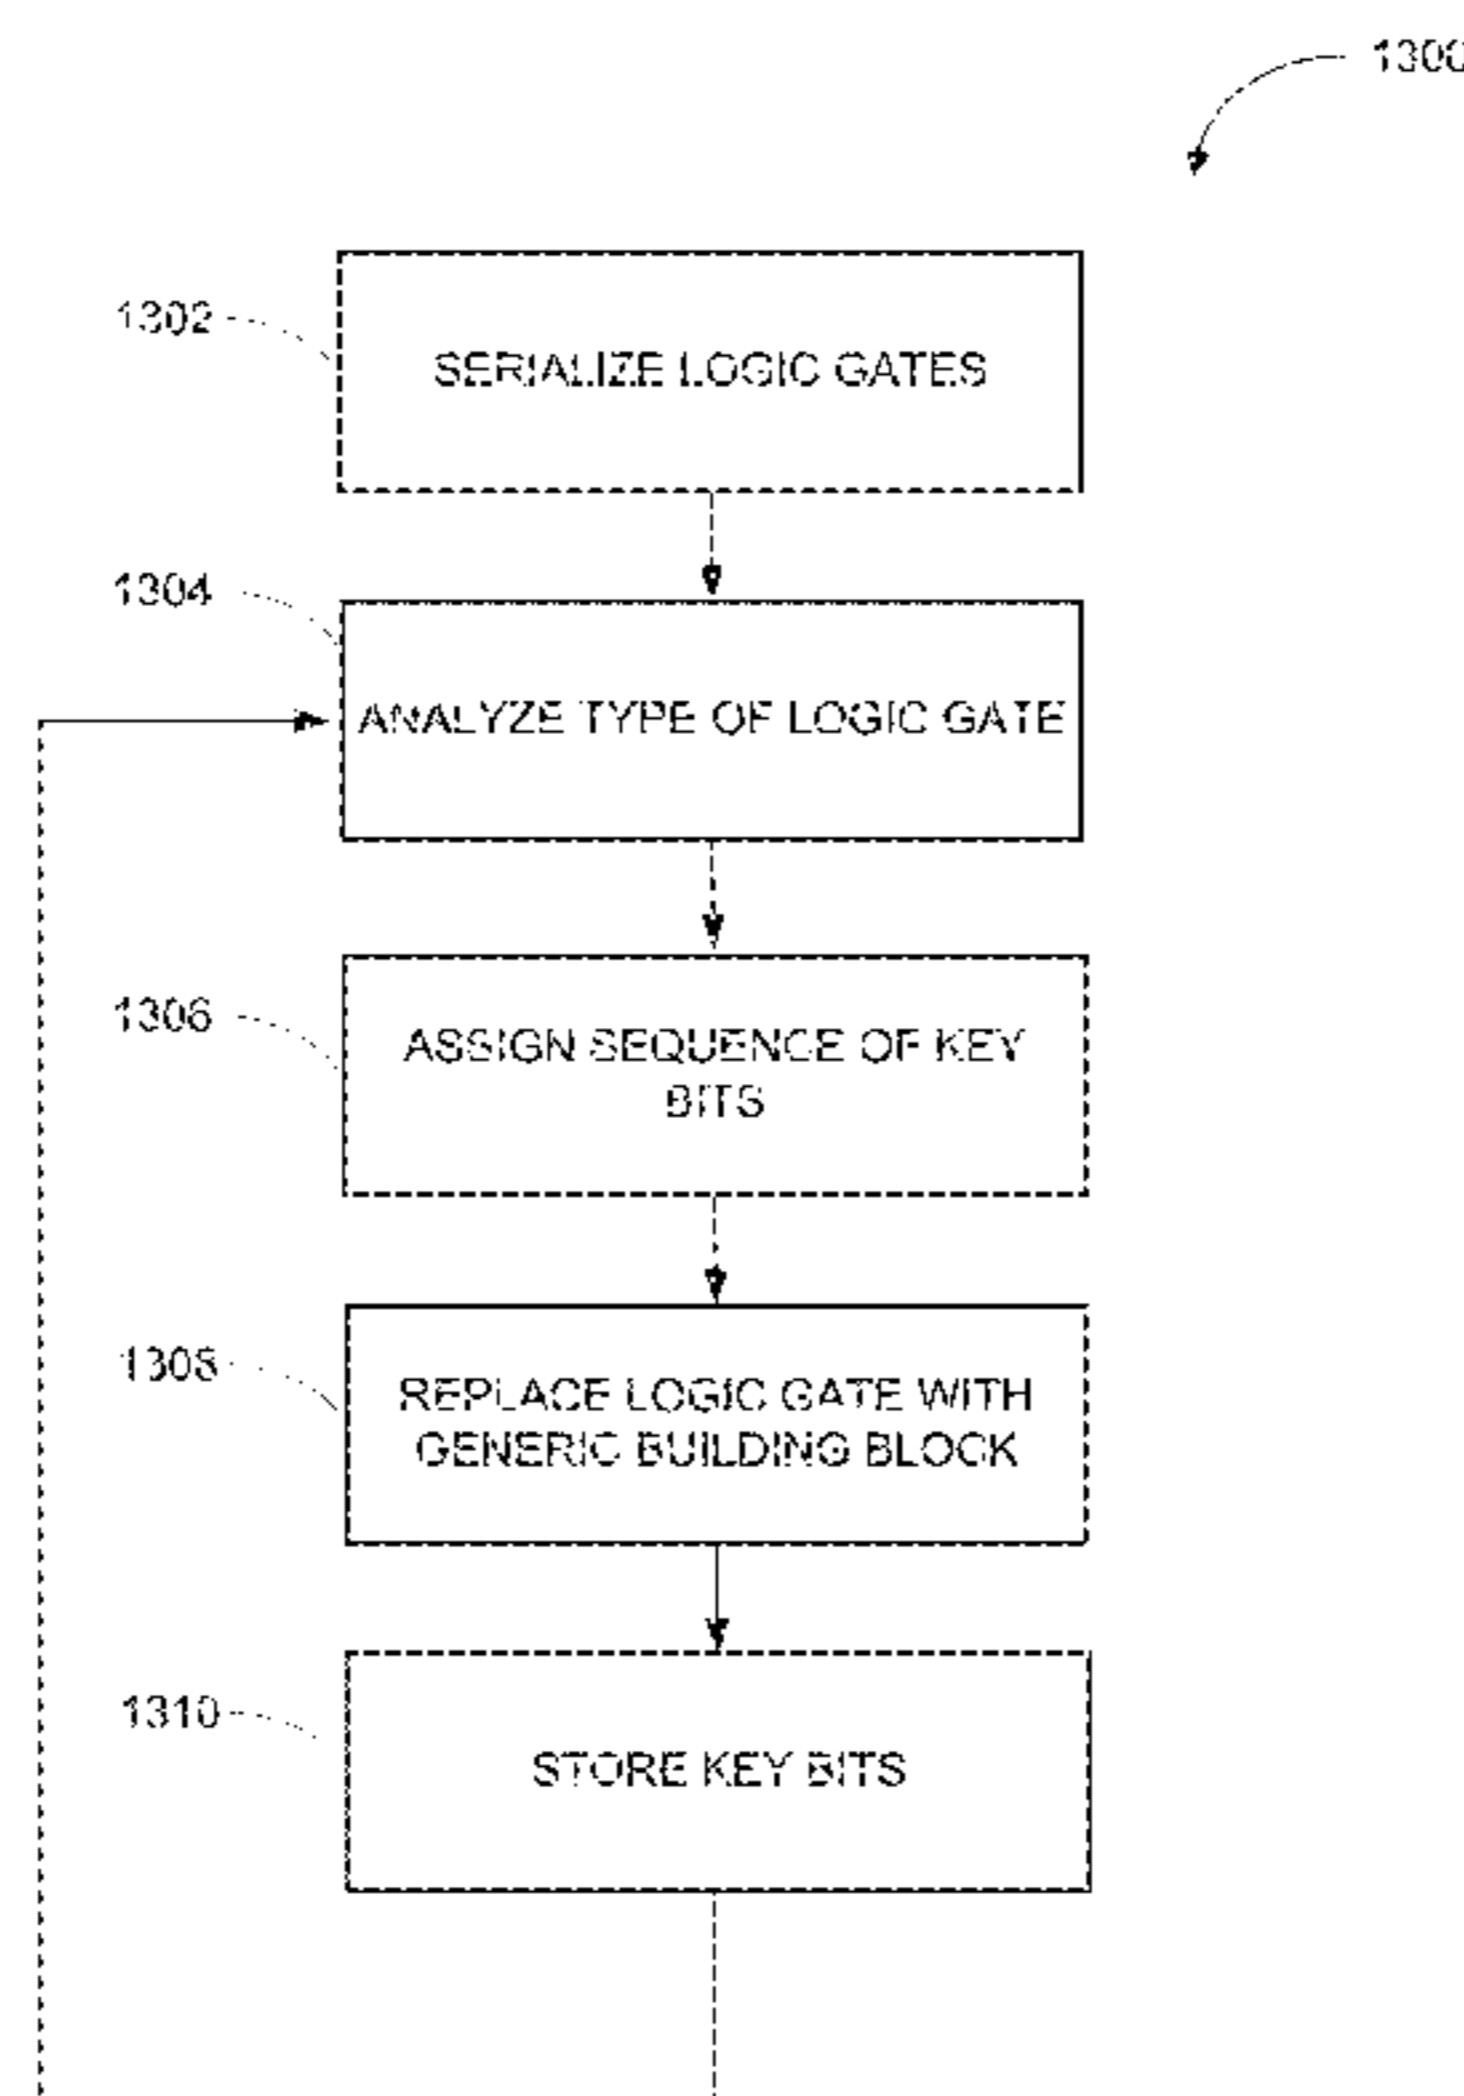 1300
1302
SERIALIZE LOGIC GATES
1304
ANALYZE TYPE OF LOGIC GATE
1306
ASSIGN SEQUENCE OF KEY
BITS
1308
REPLACE LOGIC GATE WITH
GENERIC BUILDING BLOCK
1310
STORE KEY BITS